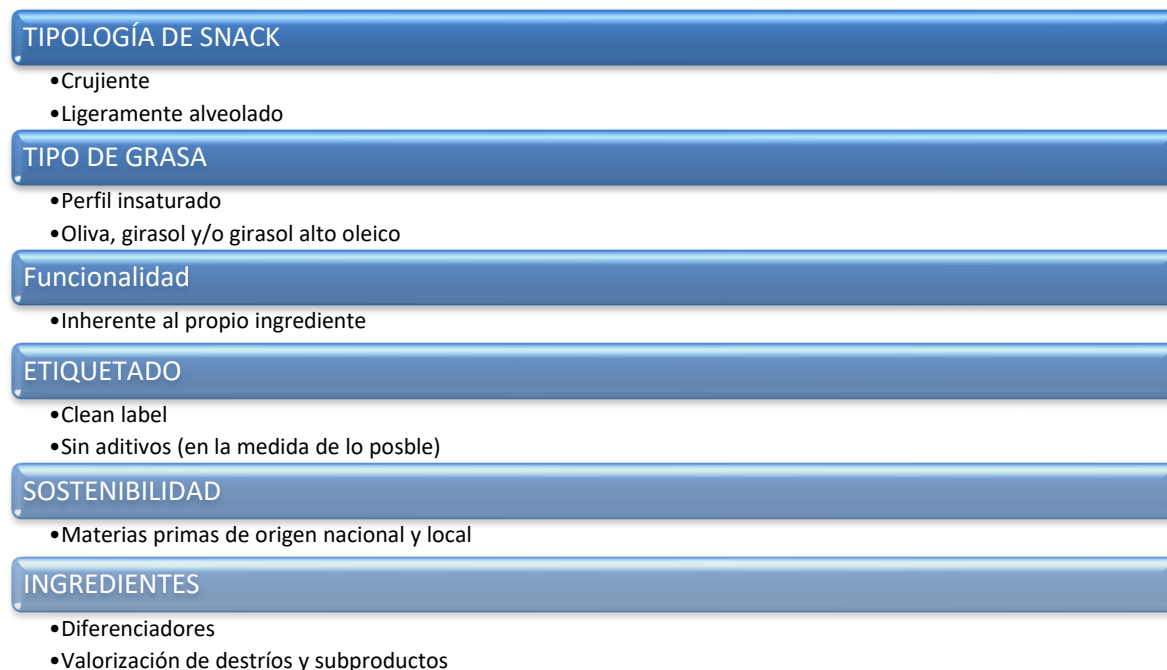 TIPOLOGÍA DE SNACK
•Crujiente
•Ligeramente alveolado
TIPO DE GRASA
•Perfil insaturado
•Oliva, girasol y/o girasol alto oleico
Funcionalidad
•Inherente al propio ingrediente
ETIQUETADO
•Clean label
•Sin aditivos (en la medida de lo posble)
SOSTENIBILIDAD
•Materias primas de origen nacional y local
INGREDIENTES
•Diferenciadores
•Valorización de destríos y subproductos